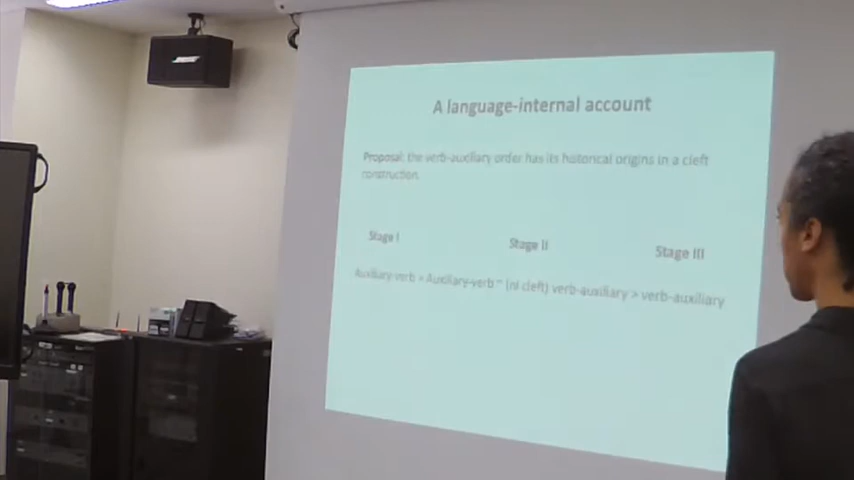 A language-internal account
Proposal: the verb-auxiliary order has its historical origins in a cleft
construction.
Stage I Stage II Stage III
Auxiliary-verb > Auxiliary-verb ~ (ni cleft) verb-auxiliary > verb-auxiliary